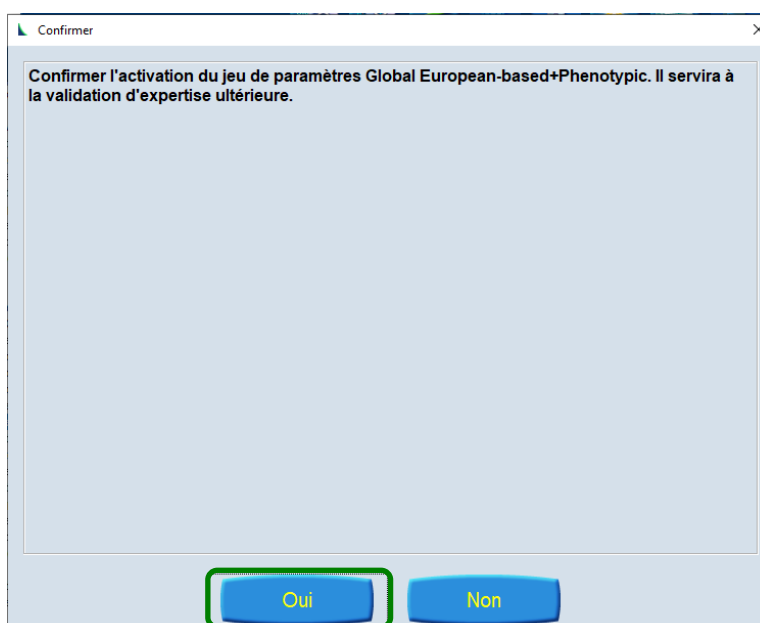 Confirmer
Confirmer l'activation du jeu de paramètres Global European-based+Phenotypic. Il servira à
la validation d'expertise ultérieure.
Oui
Non